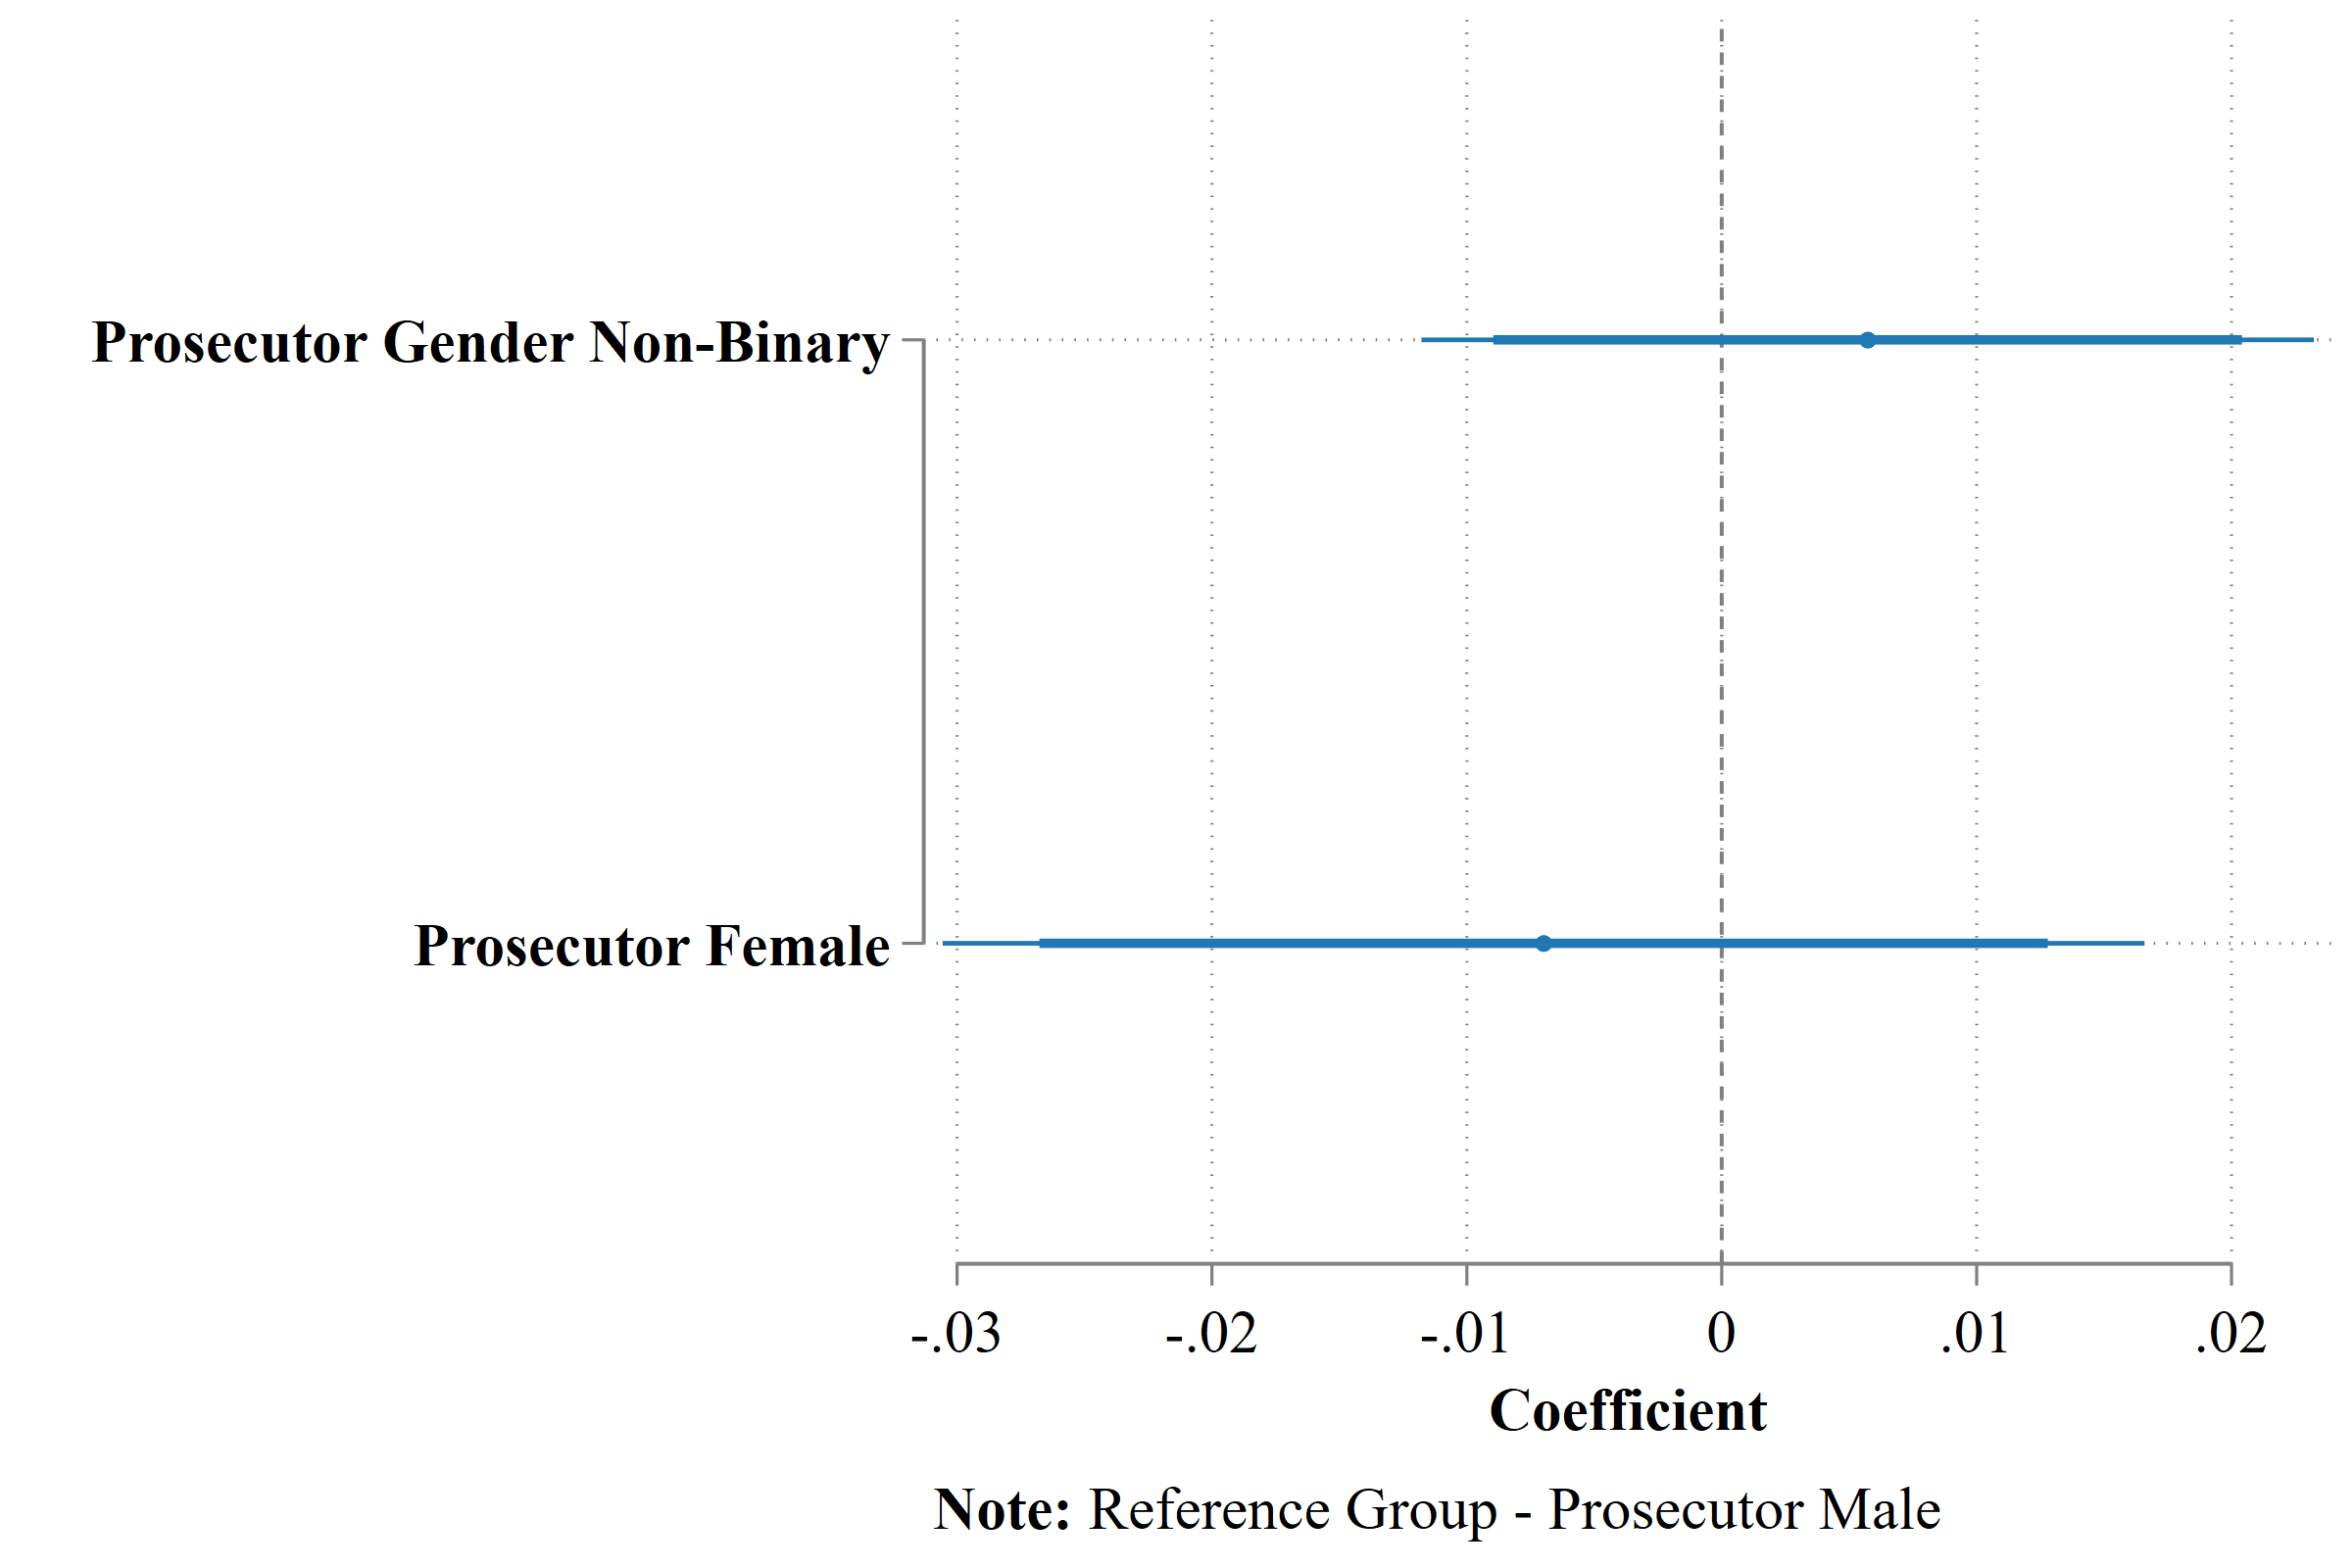 Prosecutor Gender Non-Binary
Prosecutor Female
-.03 -.02 -.01 0 .01 .02
Coefficient
Note: Reference Group - Prosecutor Male